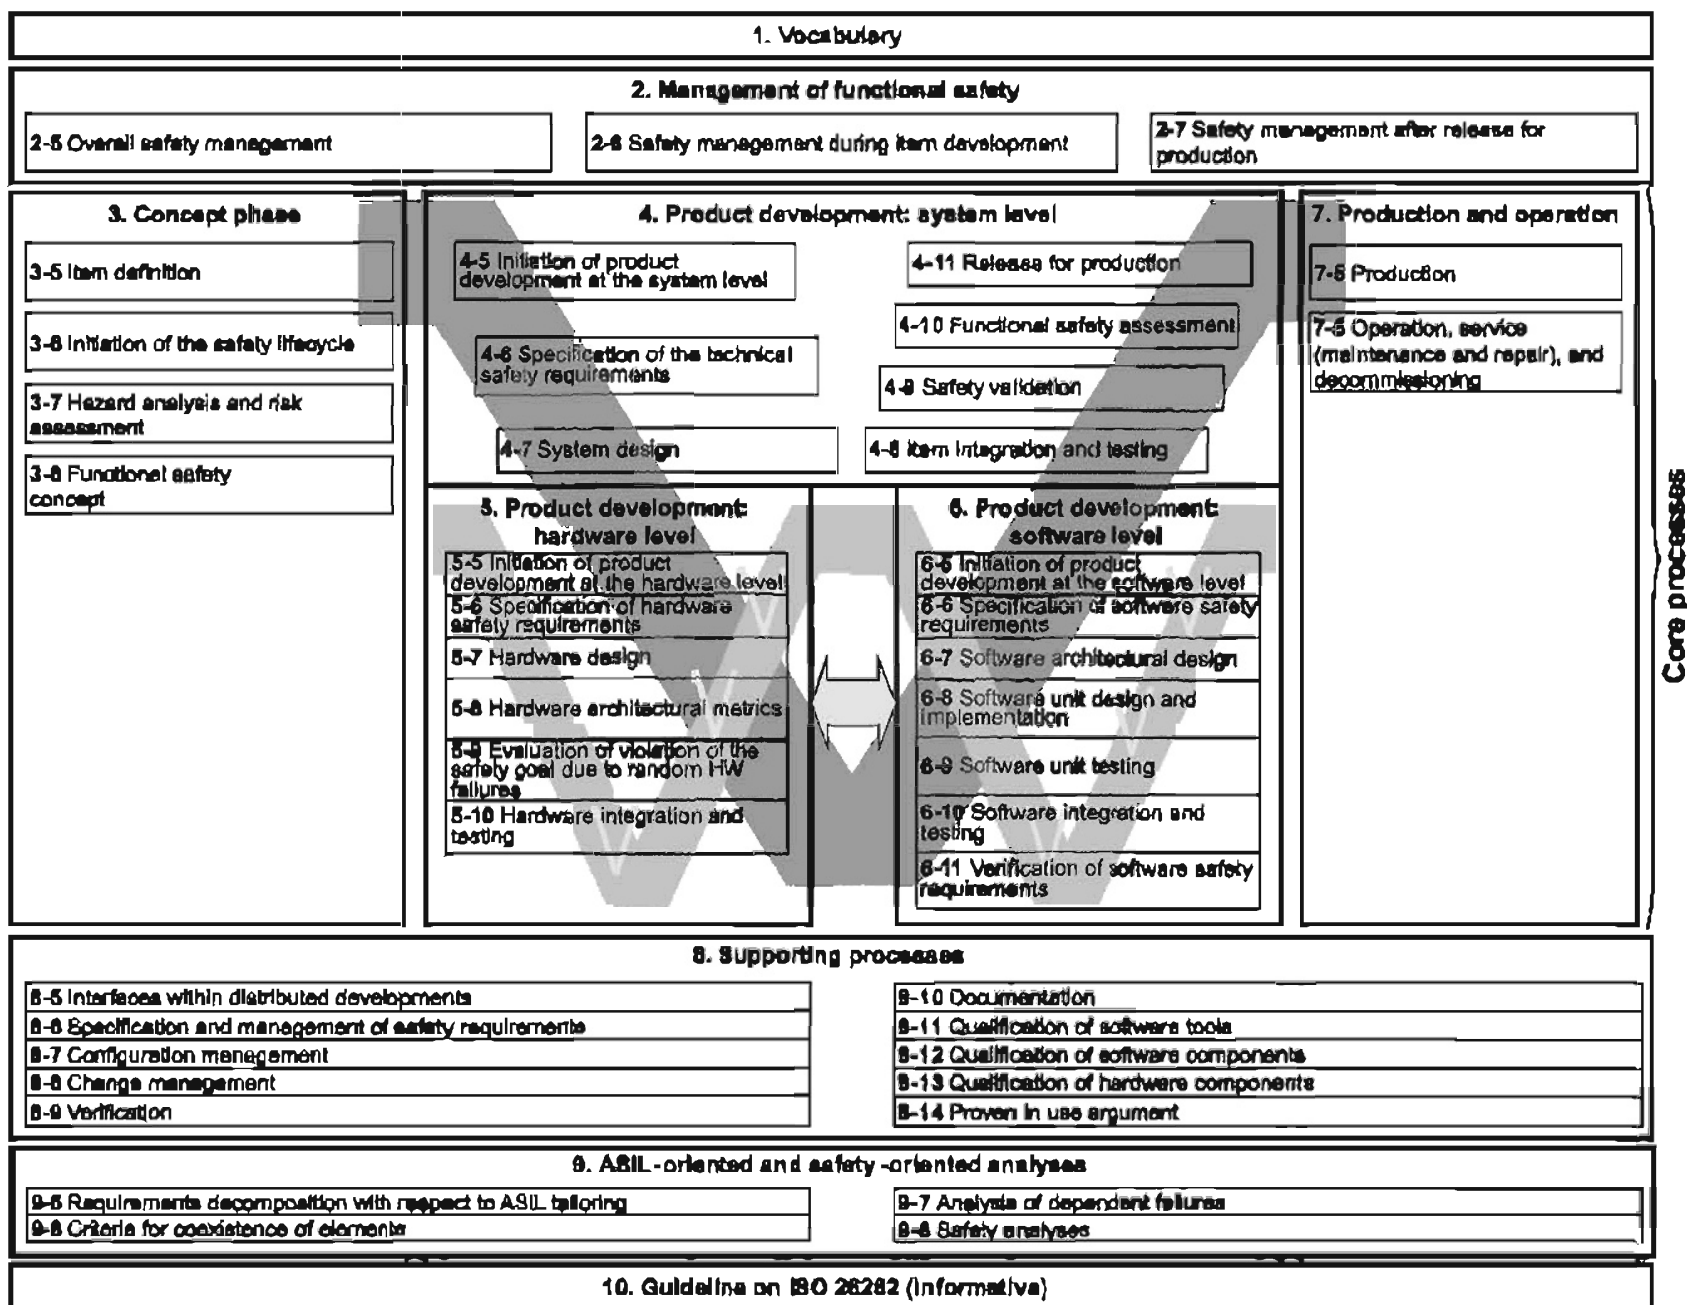 1. Vocabulary
2. Management of functional safety
2-5 Overall safety management
2-6 Safety management during item development
2-7 Safety management after release for
production
3. Concept phase
3-5 Item definition
3-6 Initiation of the safety lifecycle
3-7 Hazard analysis and risk
assessment
3-8 Functional safety
concept
4. Product development: system level
4-5 Initiation of product
development at the system level
4-6 Specification of the technical
safety requirements
4-7 System design
4-11 Release for production
4-10 Functional safety assessment
4-9 Safety validation
4-8 Item integration and testing
5. Product development:
hardware level
5-5 Initiation of product
development at the hardware level
5-6 Specification of hardware
safety requirements
5-7 Hardware design
5-8 Hardware architectural metrics
5-9 Evaluation of violation of the
safety goal due to random HW
failures
5-10 Hardware integration and
testing
6. Product development:
software level
6-5 Initiation of product
development at the software level
6-6 Specification of software safety
requirements
6-7 Software architectural design
6-8 Software unit design and
implementation
6-9 Software unit testing
6-10 Software integration and
testing
6-11 Verification of software safety
requirements
7. Production and operation
7-5 Production
7-6 Operation, service
(maintenance and repair), and
decommissioning
Core processes
8. Supporting processes
8-5 Interfaces within distributed developments
8-6 Specification and management of safety requirements
8-7 Configuration management
8-8 Change management
8-9 Verification
8-10 Documentation
8-11 Qualification of software tools
8-12 Qualification of software components
8-13 Qualification of hardware components
8-14 Proven in use argument
9. ASIL-oriented and safety-oriented analyses
9-5 Requirements decomposition with respect to ASIL tailoring
9-6 Criteria for coexistence of elements
9-7 Analysis of dependent failures
9-8 Safety analyses
10. Guideline on ISO 26262 (informative)